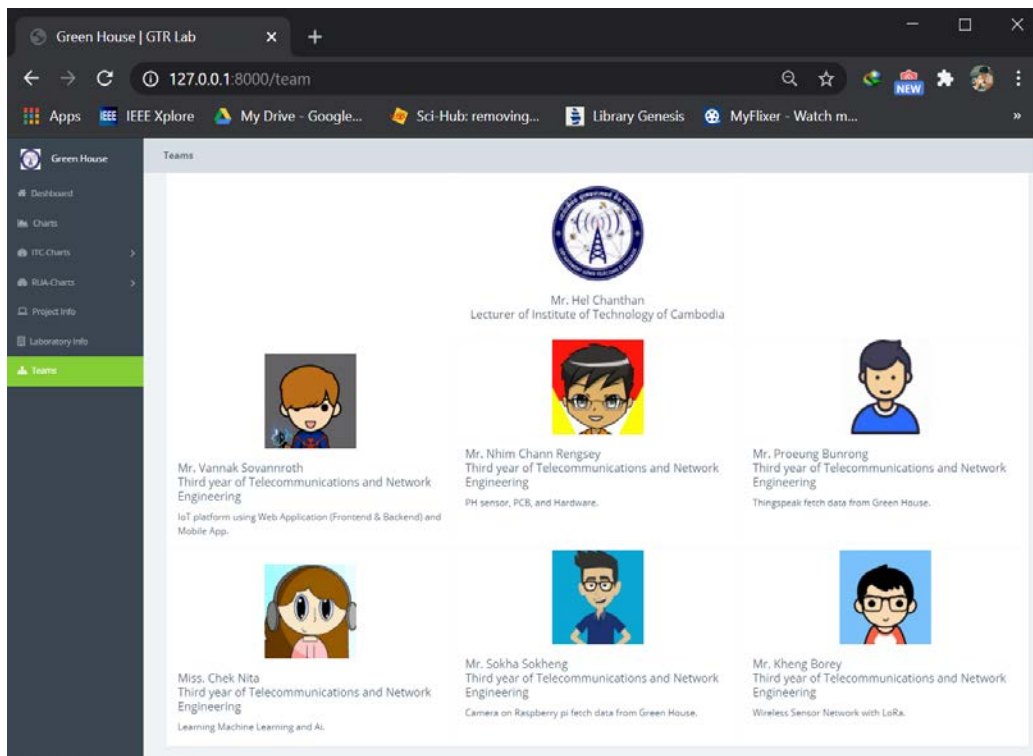 Green House | GTR Lab
127.0.0.1:8000/team
NEW
Apps
IEEE IEEE Xplore
My Drive - Google...
Sci-Hub: removing...
Library Genesis
MyFlixer - Watch m...
»
Green House
Teams
Dashboard
Charts
ITC-Charts
RUA-Charts
Project Info
Laboratory Info
Teams
Mr. Hel Chanthan
Lecturer of Institute of Technology of Cambodia
Mr. Vannak Sovannroth
Third year of Telecommunications and Network
Engineering
IoT platform using Web Application (Frontend & Backend) and
Mobile App.
Mr. Nhim Chann Rengsey
Third year of Telecommunications and Network
Engineering
PH sensor, PCB, and Hardware.
Mr. Proeung Bunrong
Third year of Telecommunications and Network
Engineering
Thingspeak fetch data from Green House.
Miss. Chek Nita
Third year of Telecommunications and Network
Engineering
Learning Machine Learning and Ai.
Mr. Sokha Sokheng
Third year of Telecommunications and Network
Engineering
Camera on Raspberry pi fetch data from Green House.
Mr. Kheng Borey
Third year of Telecommunications and Network
Engineering
Wireless Sensor Network with LoRa.